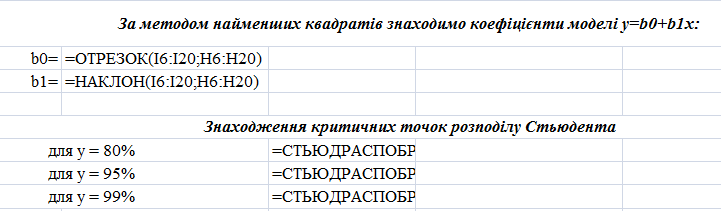 За методом найменших квадратів знаходимо коефіцієнти моделі y=b0+b1x:
b0= =ОТРЕЗОК(I6:I20;H6:H20)
b1= =НАКЛОН(I6:I20;H6:H20)
Знаходження критичних точок розподілу Стьюдента
для y = 80% =СТЬЮДРАСПОБР
для y = 95% =СТЬЮДРАСПОБР
для y = 99% =СТЬЮДРАСПОБР